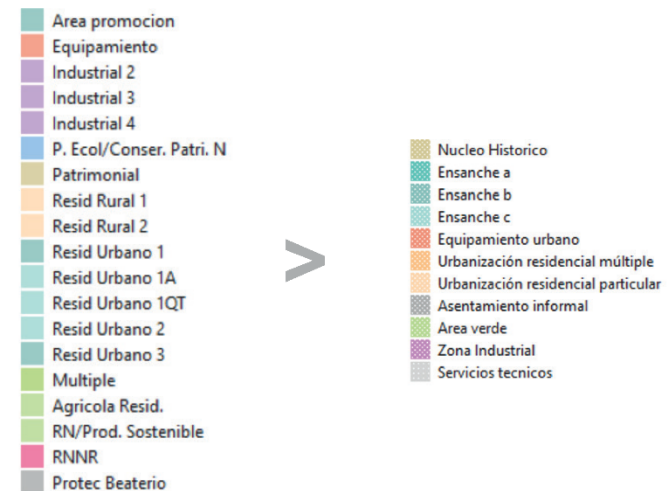 Area promocion
Equipamiento
Industrial 2
Industrial 3
Industrial 4
P. Ecol/Conser. Patri. N
Patrimonial
Resid Rural 1
Resid Rural 2
Resid Urbano 1
Resid Urbano 1A
Resid Urbano 1QT
Resid Urbano 2
Resid Urbano 3
Multiple
Agricola Resid.
RN/Prod. Sostenible
RNNR
Protec Beaterio
>
Nucleo Historico
Ensanche a
Ensanche b
Ensanche c
Equipamiento urbano
Urbanización residencial múltiple
Urbanización residencial particular
Asentamiento informal
Area verde
Zona Industrial
Servicios tecnicos